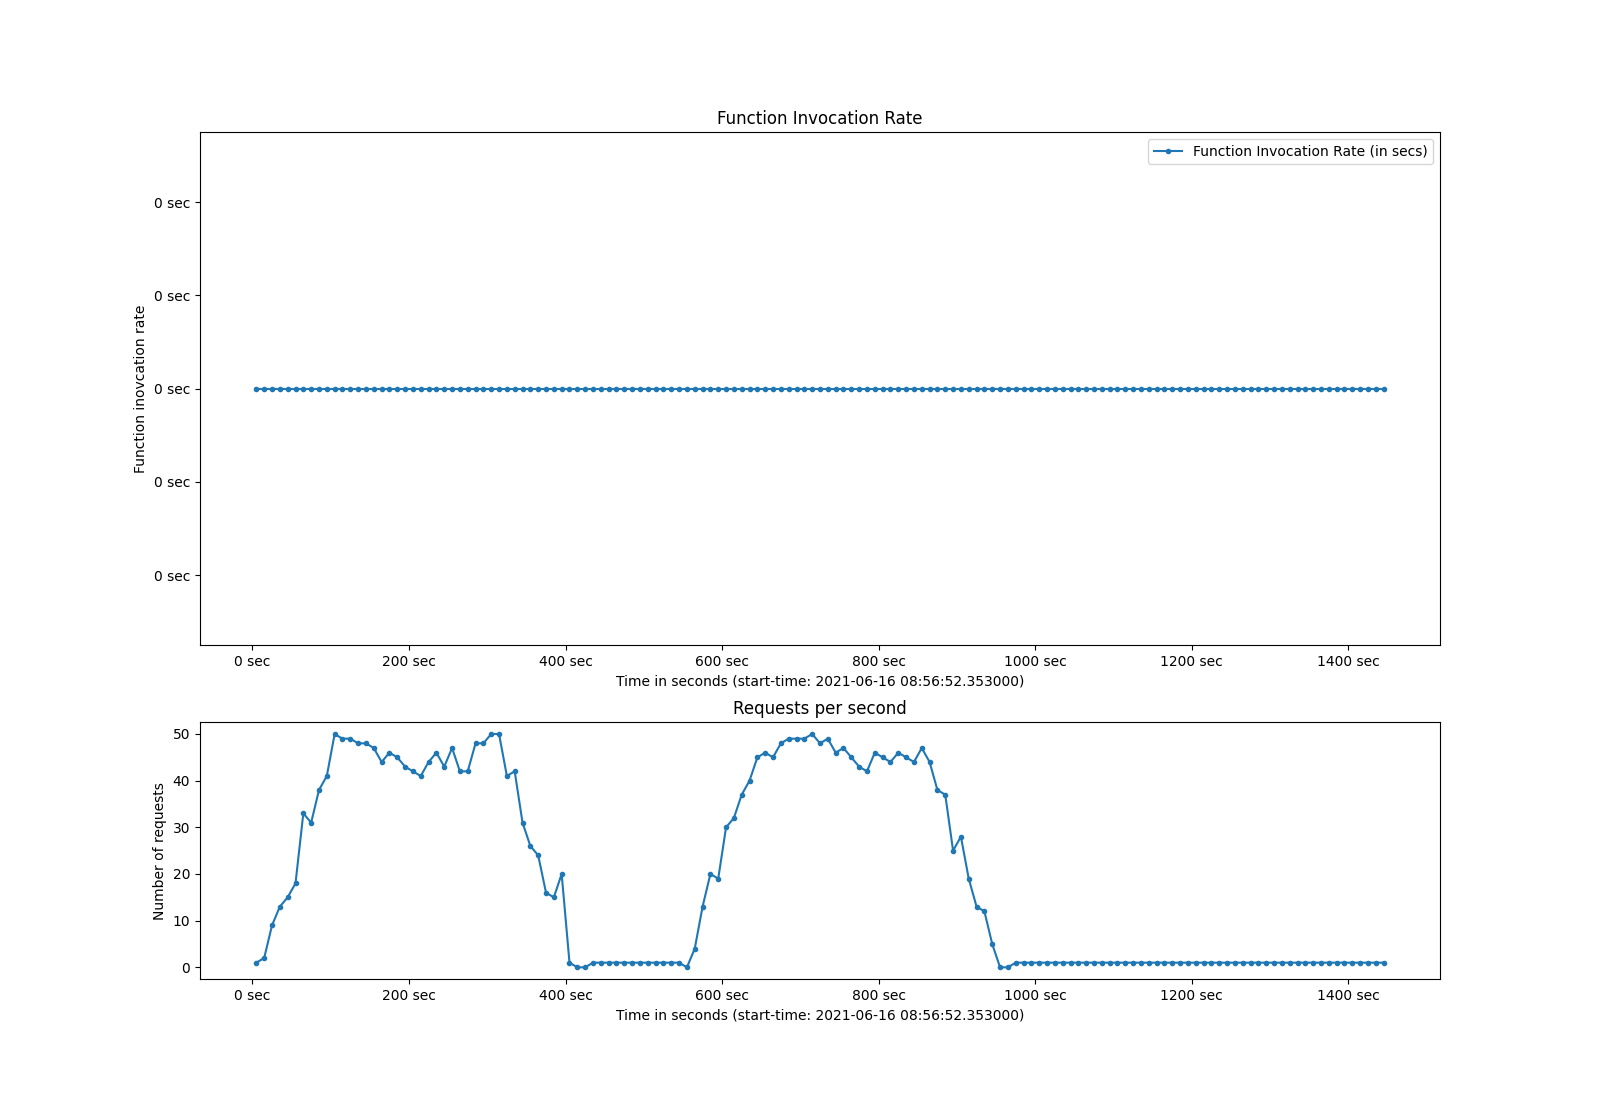 Function Invocation Rate
Function Invocation Rate (in secs)
0 sec
0 sec
0 sec
0 sec
0 sec
Function inovcation rate
0 sec 200 sec 400 sec 600 sec 800 sec 1000 sec 1200 sec 1400 sec
Time in seconds (start-time: 2021-06-16 08:56:52.353000)
Requests per second
50
40
30
20
10
0
Number of requests
0 sec 200 sec 400 sec 600 sec 800 sec 1000 sec 1200 sec 1400 sec
Time in seconds (start-time: 2021-06-16 08:56:52.353000)